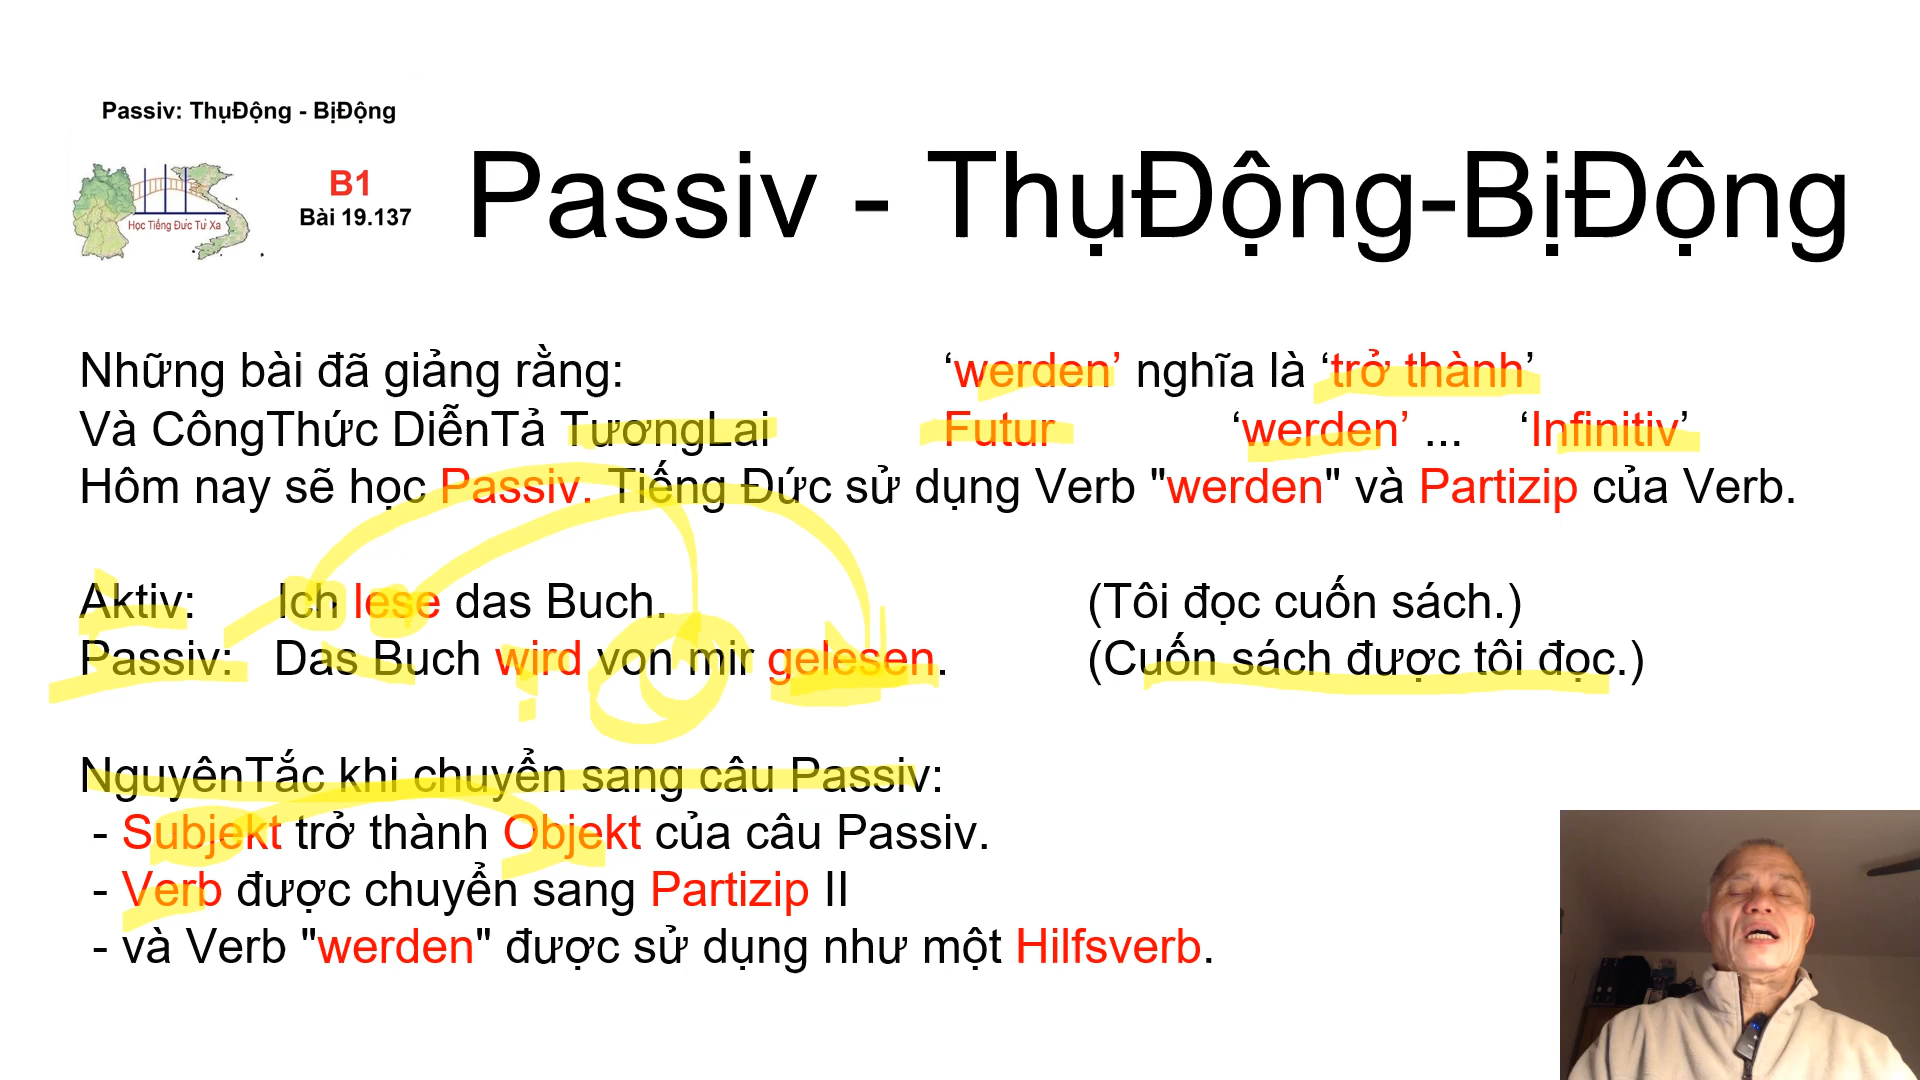 Passiv: ThụĐộng - BịĐộng
Học Tiếng Đức Từ Xa
B1
Bài 19.137
Passiv - ThụĐộng-BịĐộng
Những bài đã giảng rằng: ‘werden’ nghĩa là ‘trở thành’
Và CôngThức DiễnTả TươngLai Futur ‘werden’ ... ‘Infinitiv’
Hôm nay sẽ học Passiv. Tiếng Đức sử dụng Verb "werden" và Partizip của Verb.
Aktiv: Ich lese das Buch. (Tôi đọc cuốn sách.)
Passiv: Das Buch wird von mir gelesen. (Cuốn sách được tôi đọc.)
NguyênTắc khi chuyển sang câu Passiv:
- Subjekt trở thành Objekt của câu Passiv.
- Verb được chuyển sang Partizip II
- và Verb "werden" được sử dụng như một Hilfsverb.